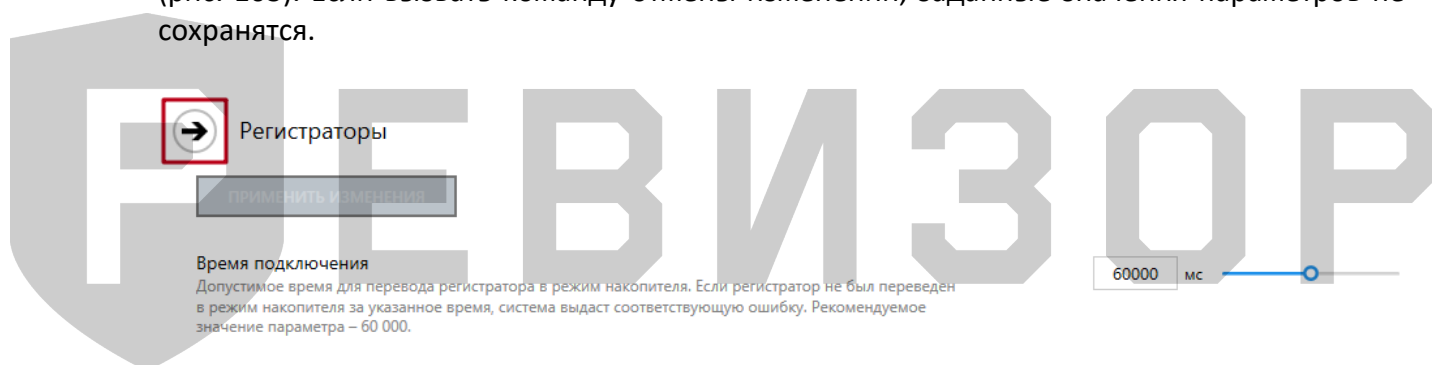 сохранятся.
РЕВИЗОР
Регистраторы
ПРИМЕНИТЬ ИЗМЕНЕНИЯ
Время подключения
Допустимое время для перевода регистратора в режим накопителя. Если регистратор не был переведен
в режим накопителя за указанное время, система выдаст соответствующую ошибку. Рекомендуемое
значение параметра – 60 000.
60000 мс